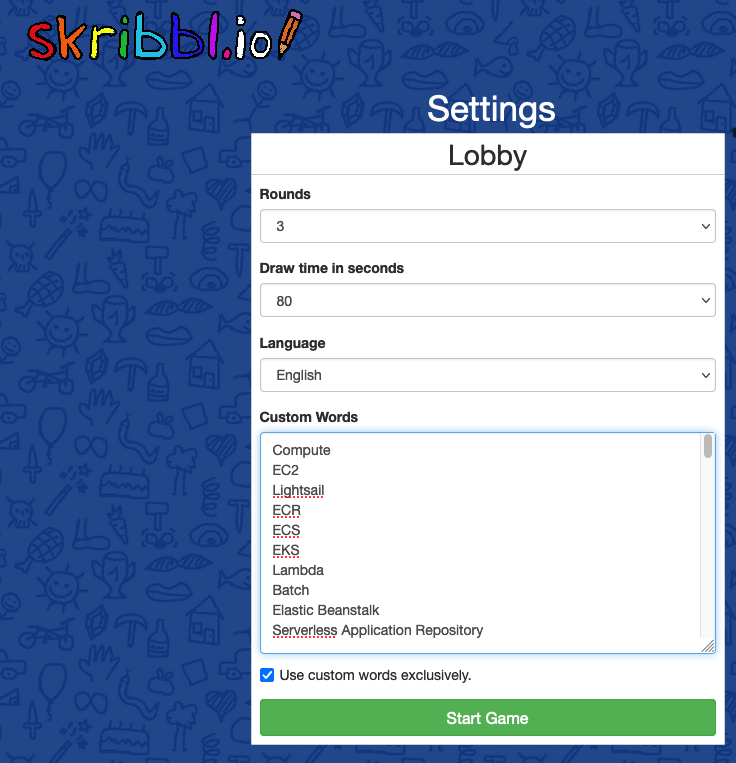 skribbl.io
Settings
Lobby
Rounds
3
Draw time in seconds
80
Language
English
Custom Words
Compute
EC2
Lightsail
ECR
ECS
EKS
Lambda
Batch
Elastic Beanstalk
Serverless Application Repository
Use custom words exclusively.
Start Game